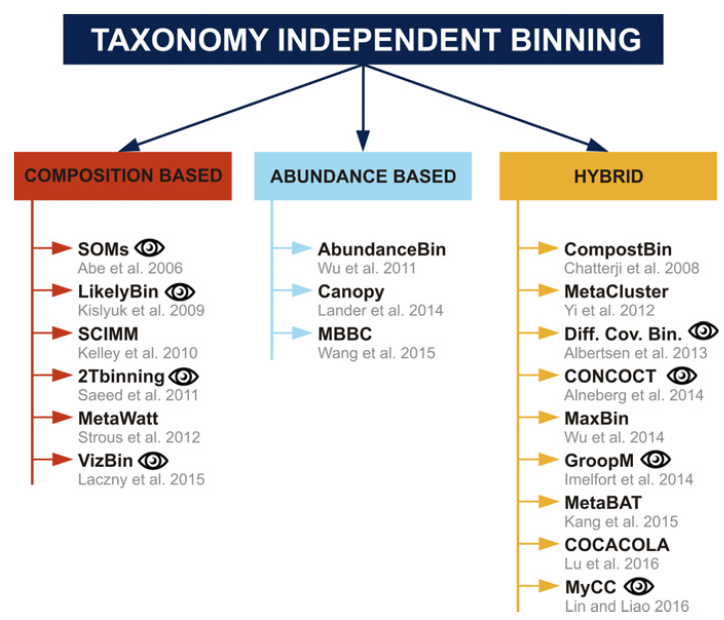 TAXONOMY INDEPENDENT BINNING
COMPOSITION BASED
SOMs
Abe et al. 2006
LikelyBin
Kislyuk et al. 2009
SCIMM
Kelley et al. 2010
2Tbinning
Saeed et al. 2011
MetaWatt
Strous et al. 2012
VizBin
Laczny et al. 2015
ABUNDANCE BASED
AbundanceBin
Wu et al. 2011
Canopy
Lander et al. 2014
MBBC
Wang et al. 2015
HYBRID
CompostBin
Chatterji et al. 2008
MetaCluster
Yi et al. 2012
Diff. Cov. Bin.
Albertsen et al. 2013
CONCOCT
Alneberg et al. 2014
MaxBin
Wu et al. 2014
GroopM
Imelfort et al. 2014
MetaBAT
Kang et al. 2015
COCACOLA
Lu et al. 2016
MyCC
Lin and Liao 2016